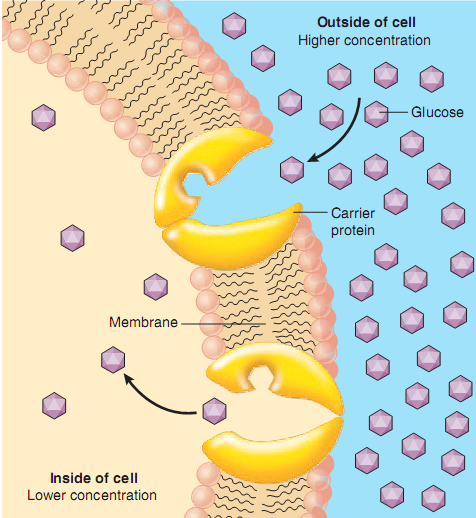 Outside of cell
Higher concentration
Glucose
Carrier
protein
Membrane
Inside of cell
Lower concentration